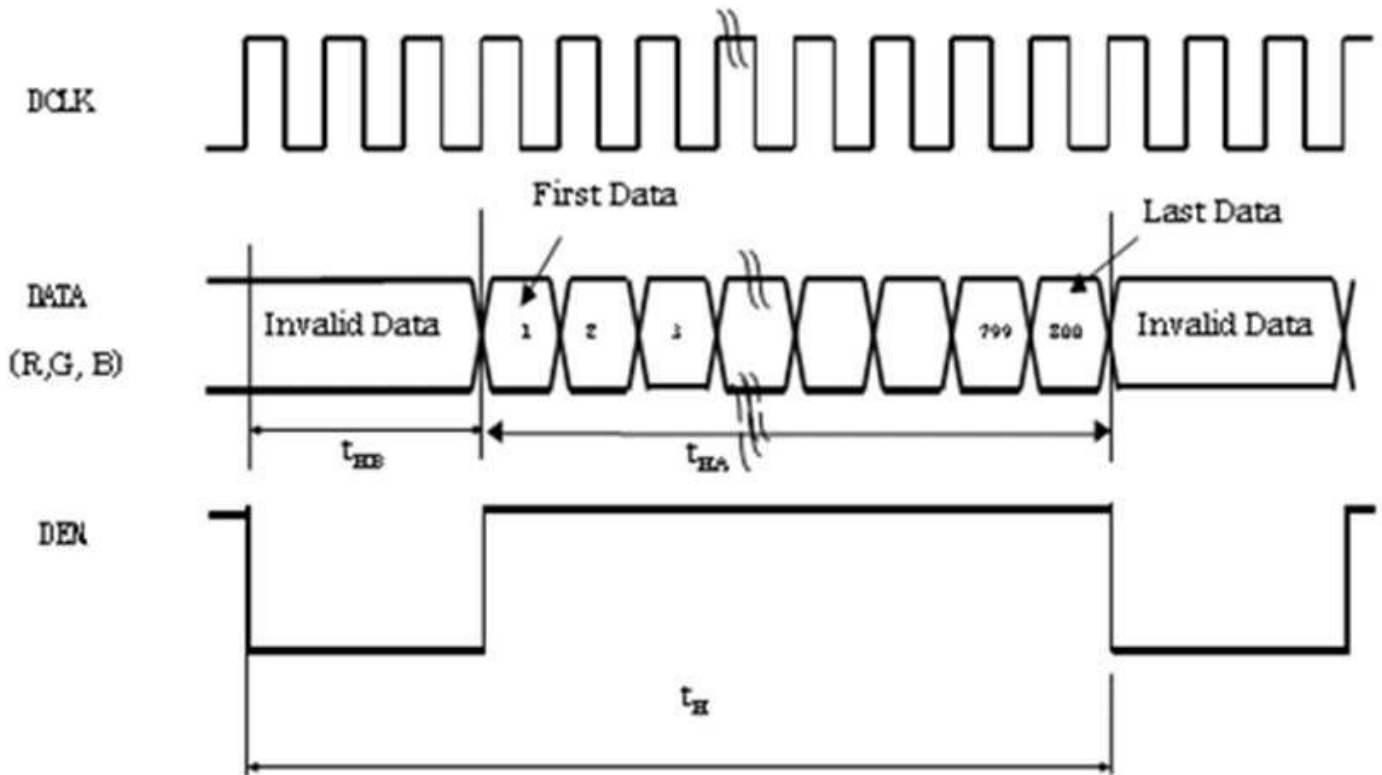 DCLK
First Data
Last Data
DATA
(R,G, B)
Invalid Data
1
2
3
799
800
Invalid Data
tHB
tHA
DEN
tH